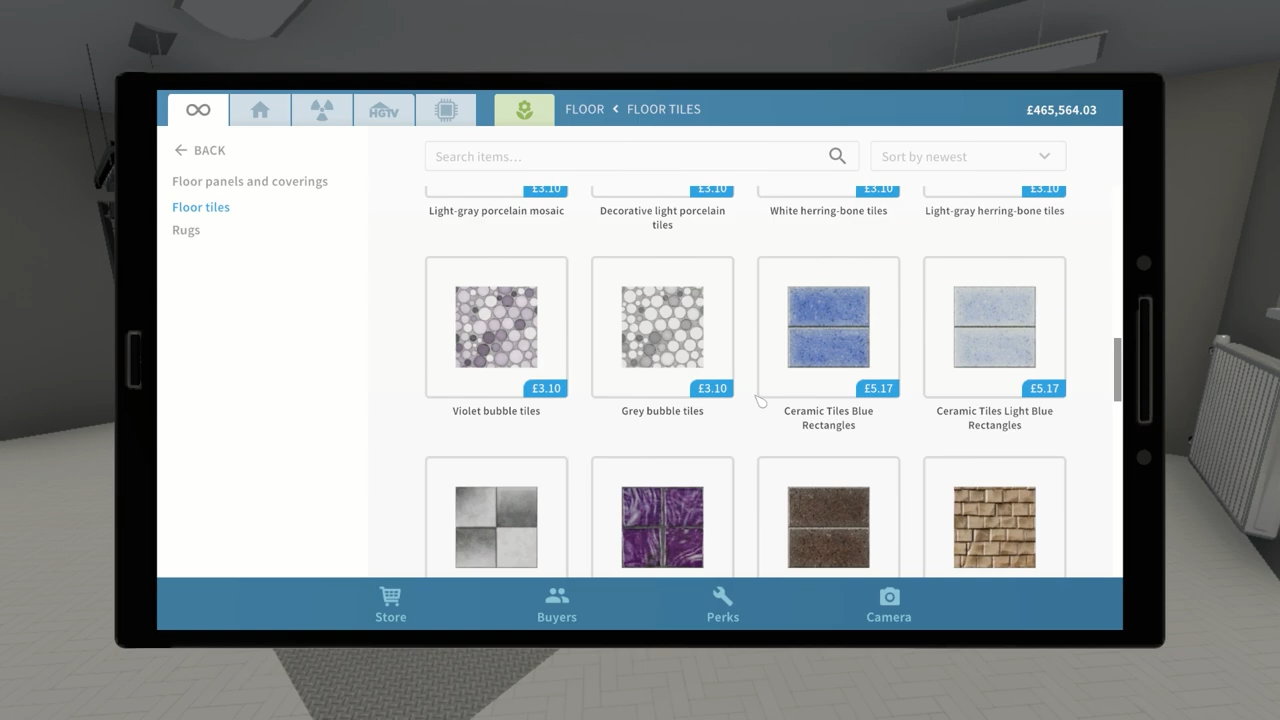 HGTV
FLOOR < FLOOR TILES
£465,564.03
BACK
Floor panels and coverings
Floor tiles
Rugs
Search items...
Sort by newest
£3.10
£3.10
£3.10
£3.10
Light-gray porcelain mosaic
Decorative light porcelain
tiles
White herring-bone tiles
Light-gray herring-bone tiles
£3.10
£3.10
£5.17
£5.17
Violet bubble tiles
Grey bubble tiles
Ceramic Tiles Blue
Rectangles
Ceramic Tiles Light Blue
Rectangles
Store
Buyers
Perks
Camera